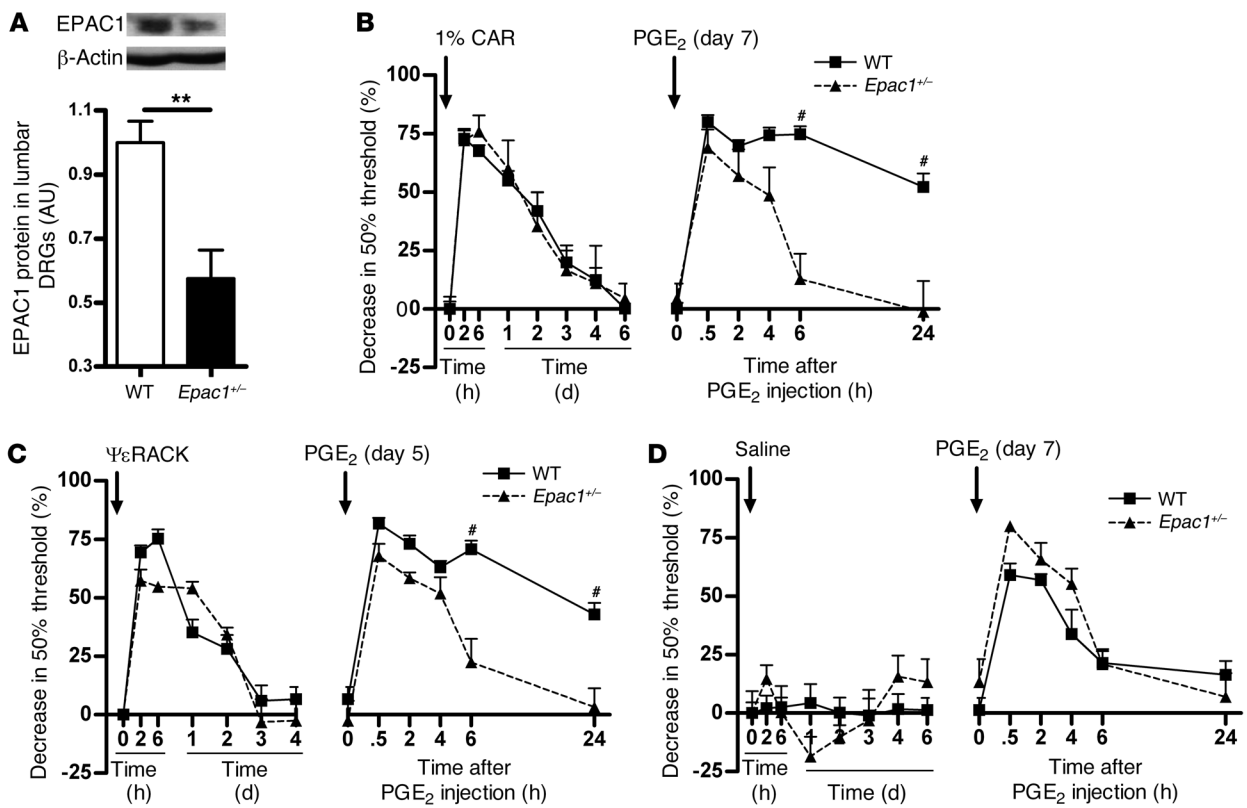 A
EPAC1
β-Actin
**
1.1
0.9
0.7
0.5
0.3
EPAC1 protein in lumbar
DRGs (AU)
WT
Epac1+/–
B
1% CAR
PGE2 (day 7)
WT
Epac1+/–
100
75
50
25
0
-25
Decrease in 50% threshold (%)
#
#
0 2 6 1 2 3 4 6
Time
(h)
Time
(d)
0 0 .5 2 4 6 24
Time after
PGE2 injection (h)
C
ΨεRACK
PGE2 (day 5)
WT
Epac1+/–
100
75
50
25
0
-25
Decrease in 50% threshold (%)
#
#
0 2 6 1 2 3 4
Time
(h)
Time
(d)
0 .5 2 4 6 24
Time after
PGE2 injection (h)
D
Saline
PGE2 (day 7)
WT
Epac1+/–
100
75
50
25
0
-25
Decrease in 50% threshold (%)
0 2 6 1 2 3 4 6
Time
(h)
Time (d)
0 .5 2 4 6 24
Time after
PGE2 injection (h)